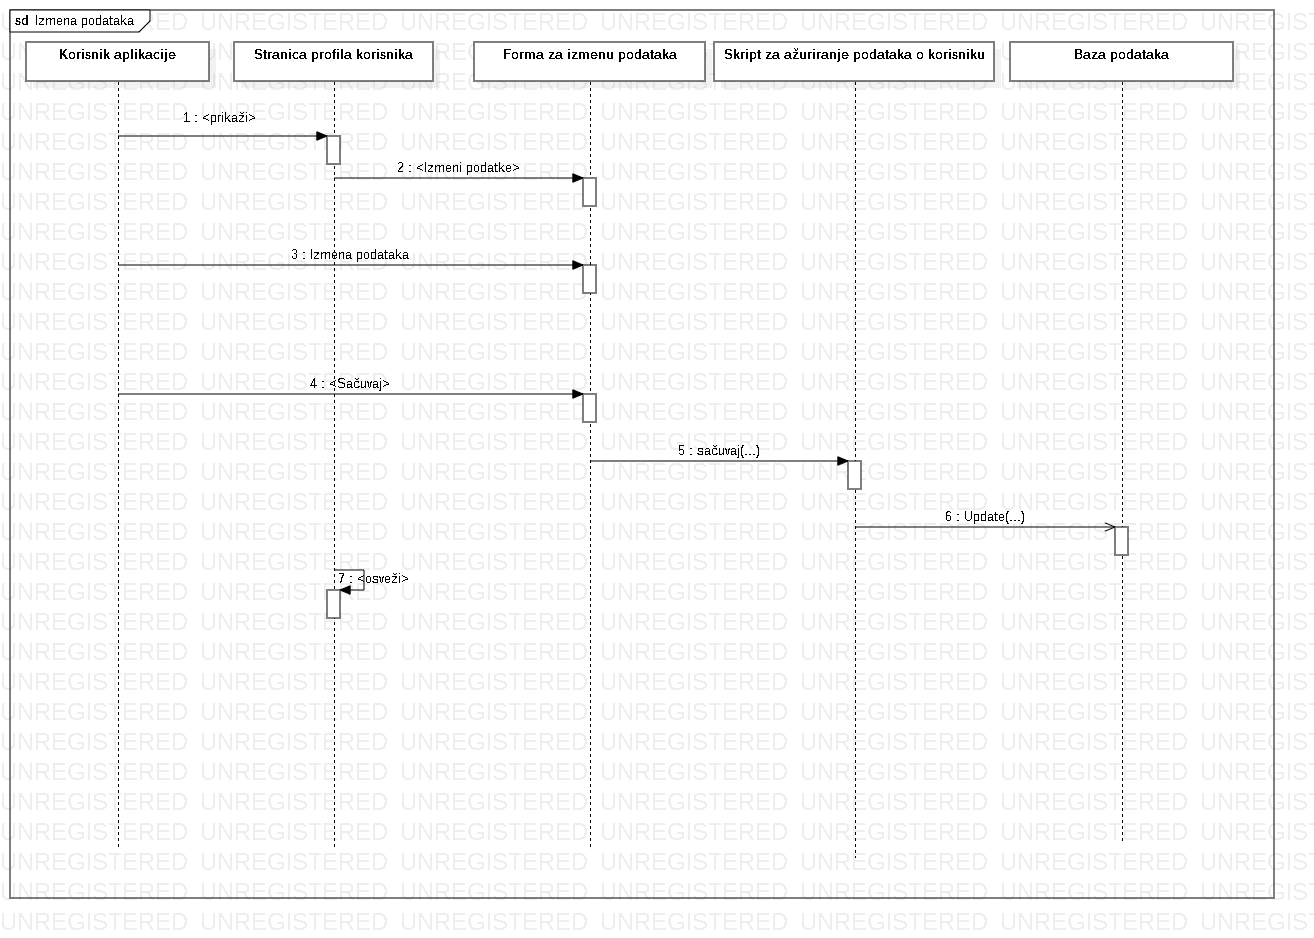 sd Izmena podataka
Korisnik aplikacije
Stranica profila korisnika
Forma za izmenu podataka
Skript za ažuriranje podataka o korisniku
Baza podataka
1 : <prikaži>
2 : <Izmeni podatke>
3 : Izmena podataka
4 : <Sačuvaj>
5 : sačuvaj(...)
6 : Update(...)
7 : <osveži>
UNREGISTERED